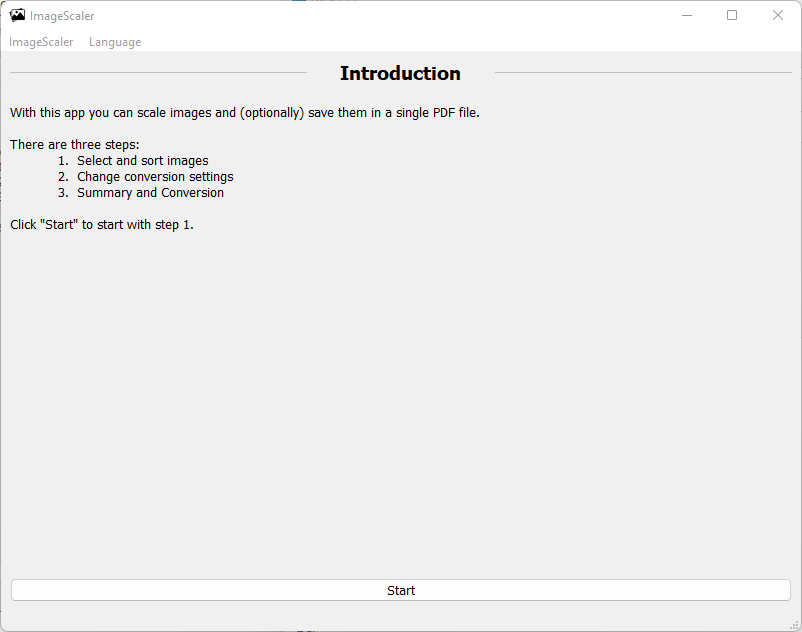 ImageScaler
ImageScaler Language
Introduction
With this app you can scale images and (optionally) save them in a single PDF file.
There are three steps:
1. Select and sort images
2. Change conversion settings
3. Summary and Conversion
Click "Start" to start with step 1.
Start